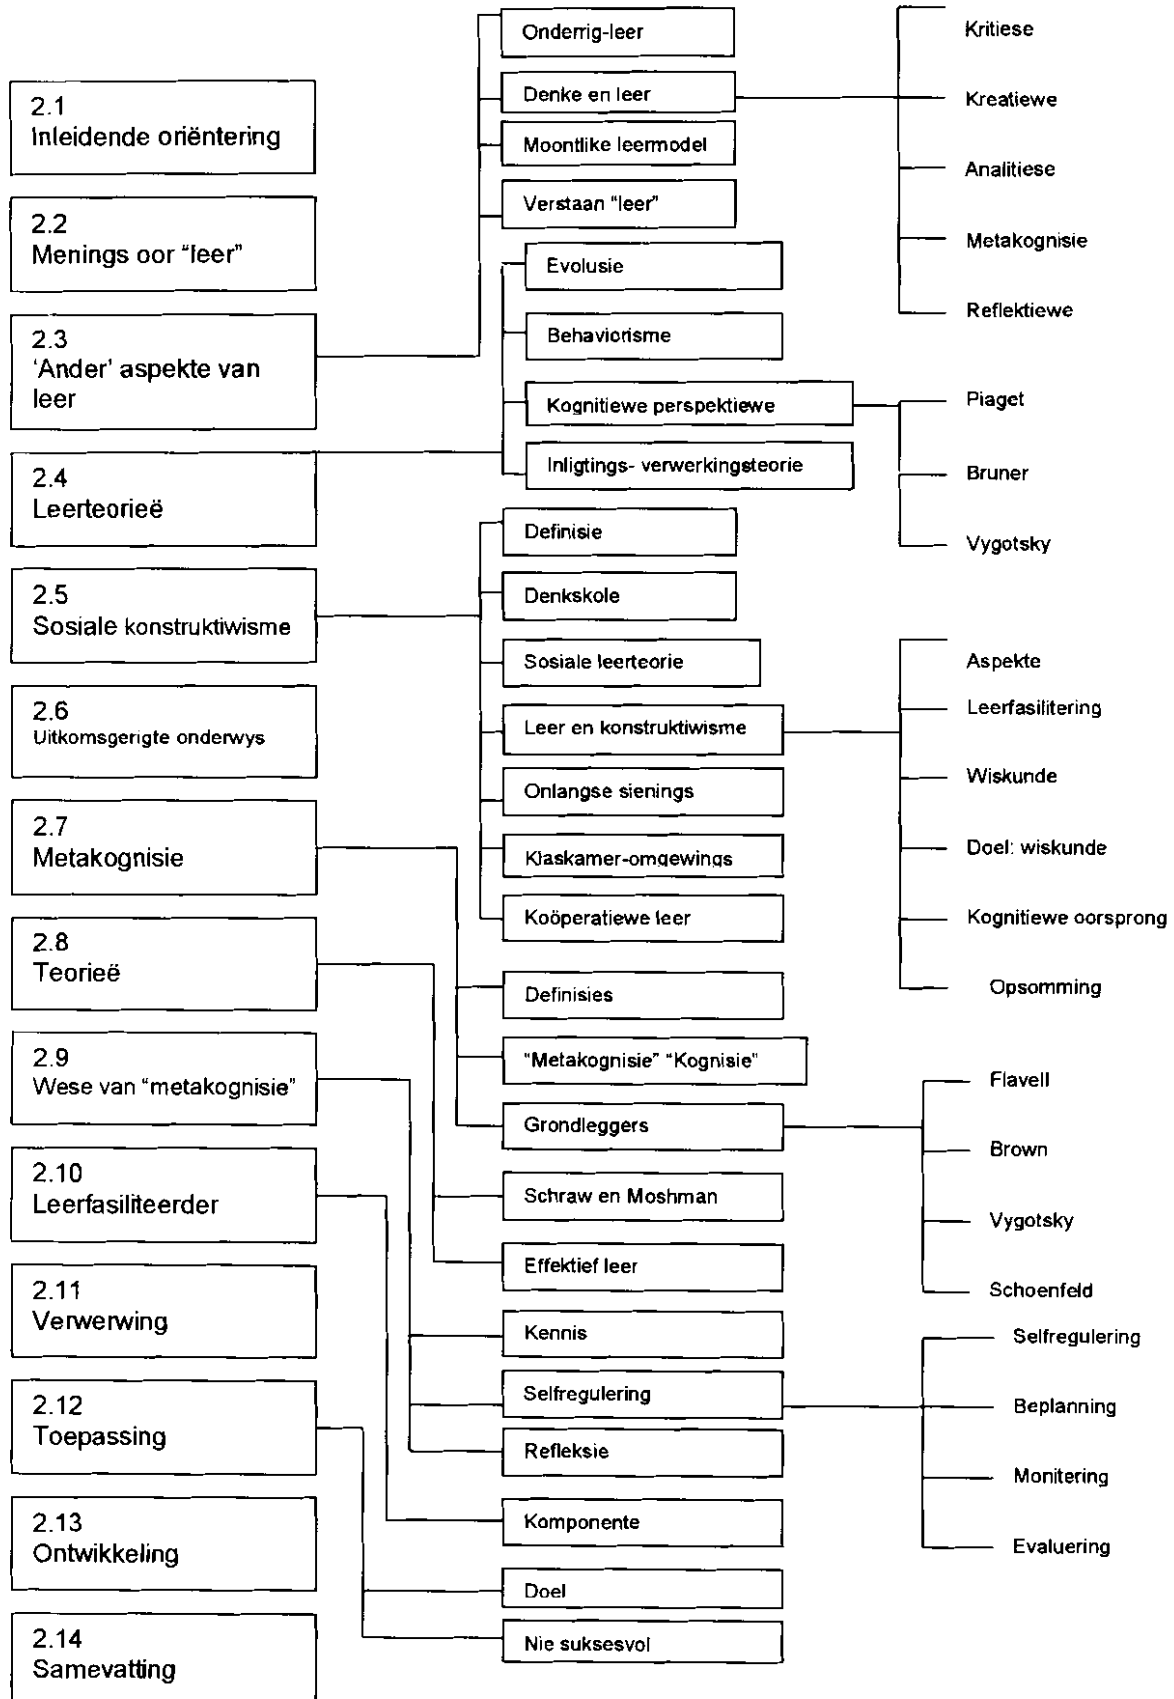 2.1
Inleidende oriëntering
2.2
Menings oor "leer"
2.3
'Ander' aspekte van
leer
2.4
Leerteorieë
2.5
Sosiale konstruktiwisme
2.6
Uitkomsgerigte onderwys
2.7
Metakognisie
2.8
Teorieë
2.9
Wese van "metakognisie"
2.10
Leerfasiliteerder
2.11
Verwerwing
2.12
Toepassing
2.13
Ontwikkeling
2.14
Samevatting
Onderrig-leer
Denke en leer
Moontlike leermodel
Verstaan "leer"
Evolusie
Behaviorisme
Kognitiewe perspektiewe
Inligtings- verwerkingsteorie
Definisie
Denkskole
Sosiale leerteorie
Leer en konstruktiwisme
Onlangse sienings
Klaskamer-omgewings
Koöperatiewe leer
Definisies
"Metakognisie" "Kognisie"
Grondleggers
Schraw en Moshman
Effektief leer
Kennis
Selfregulering
Refleksie
Komponente
Doel
Nie suksesvol
Kritiese
Kreatiewe
Analitiese
Metakognisie
Reflektiewe
Piaget
Bruner
Vygotsky
Aspekte
Leerfasilitering
Wiskunde
Doel: wiskunde
Kognitiewe oorsprong
Opsomming
Flavell
Brown
Vygotsky
Schoenfeld
Selfregulering
Beplanning
Monitering
Evaluering